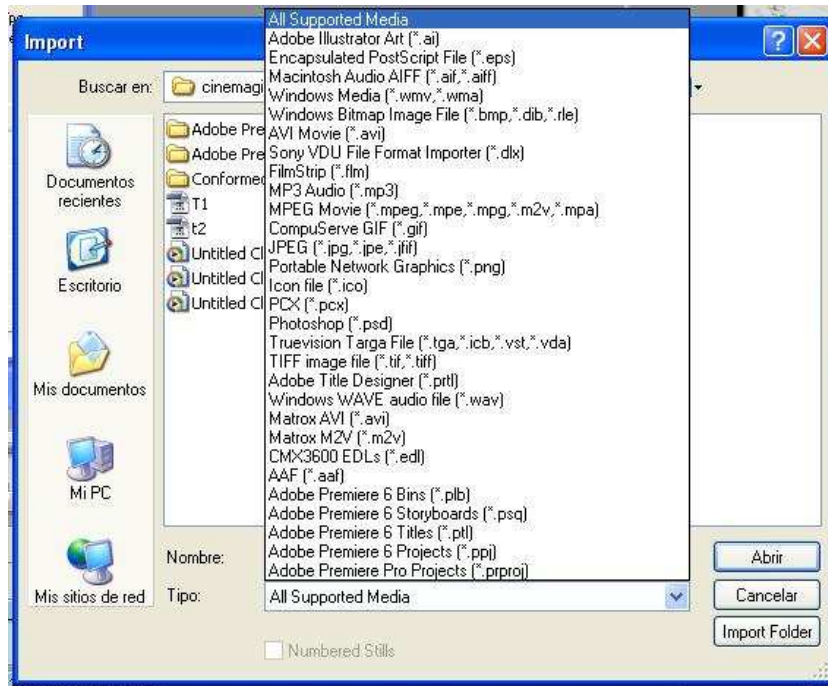 Import
Buscar en: cinemagi
All Supported Media
Adobe Illustrator Art (*.ai)
Encapsulated PostScript File (*.eps)
Macintosh Audio AIFF (*.aif,*.aiff)
Windows Media (*.wmv,*.wma)
Windows Bitmap Image File (*.bmp,*.dib,*.rle)
AVI Movie (*.avi)
Sony VDU File Format Importer (*.dlx)
FilmStrip (*.flm)
MP3 Audio (*.mp3)
MPEG Movie (*.mpeg,*.mpe,*.mpg,*.m2v,*.mpa)
CompuServe GIF (*.gif)
JPEG (*.jpg,*.jpe,*.jfif)
Portable Network Graphics (*.png)
Icon file (*.ico)
PCX (*.pcx)
Photoshop (*.psd)
Truevision Targa File (*.tga,*.icb,*.vst,*.vda)
TIFF image file (*.tif,*.tiff)
Adobe Title Designer (*.prtl)
Windows WAVE audio file (*.wav)
Matrox AVI (*.avi)
Matrox M2V (*.m2v)
CMX3600 EDLs (*.edl)
AAF (*.aaf)
Adobe Premiere 6 Bins (*.plb)
Adobe Premiere 6 Storyboards (*.psq)
Adobe Premiere 6 Titles (*.ptl)
Adobe Premiere 6 Projects (*.ppj)
Adobe Premiere Pro Projects (*.prproj)
Documentos
recientes
Escritorio
Mis documentos
Mi PC
Mis sitios de red
Adobe Pre
Adobe Pre
Conformed
T1
t2
Untitled Cl
Untitled Cl
Untitled Cl
Nombre:
Abrir
Tipo: All Supported Media
Cancelar
Import Folder
Numbered Stills